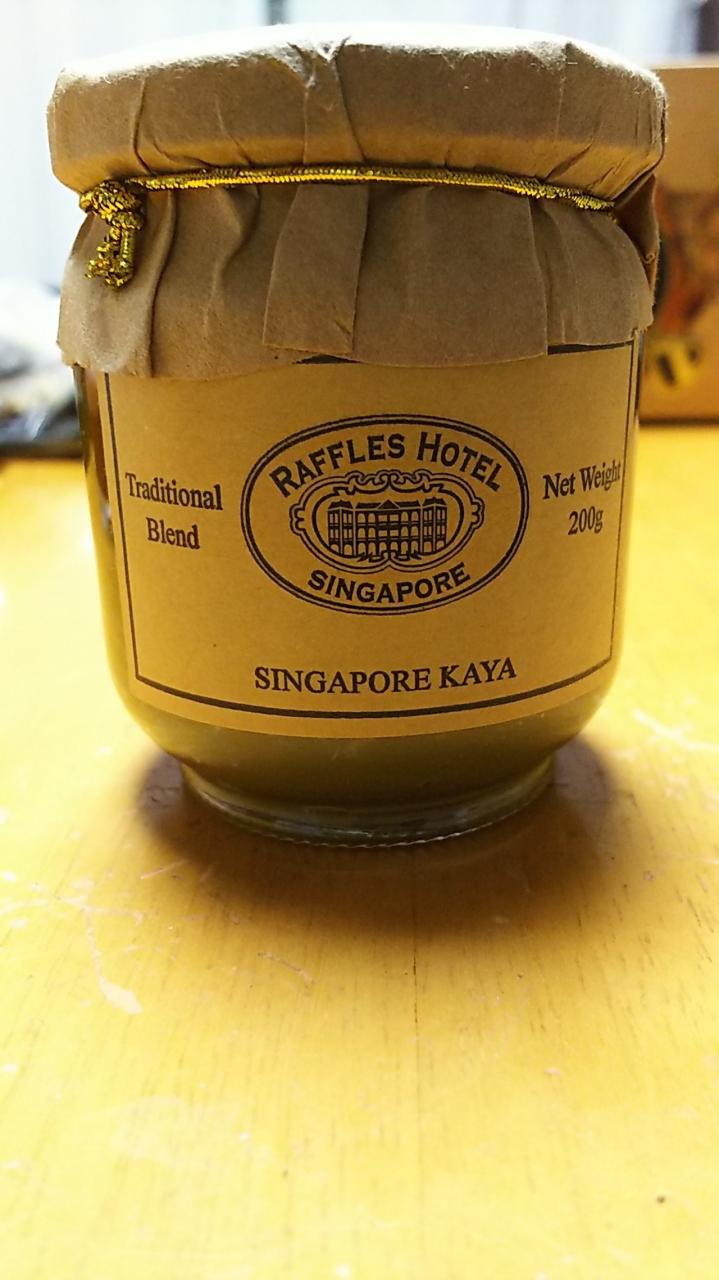 RAFFLES HOTEL
SINGAPORE
Traditional
Blend
Net Weight
200g
SINGAPORE KAYA